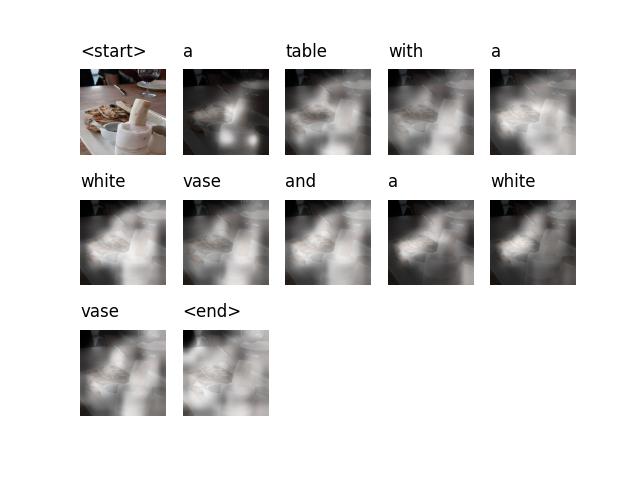 <start> a table with a
white vase and a white
vase <end>